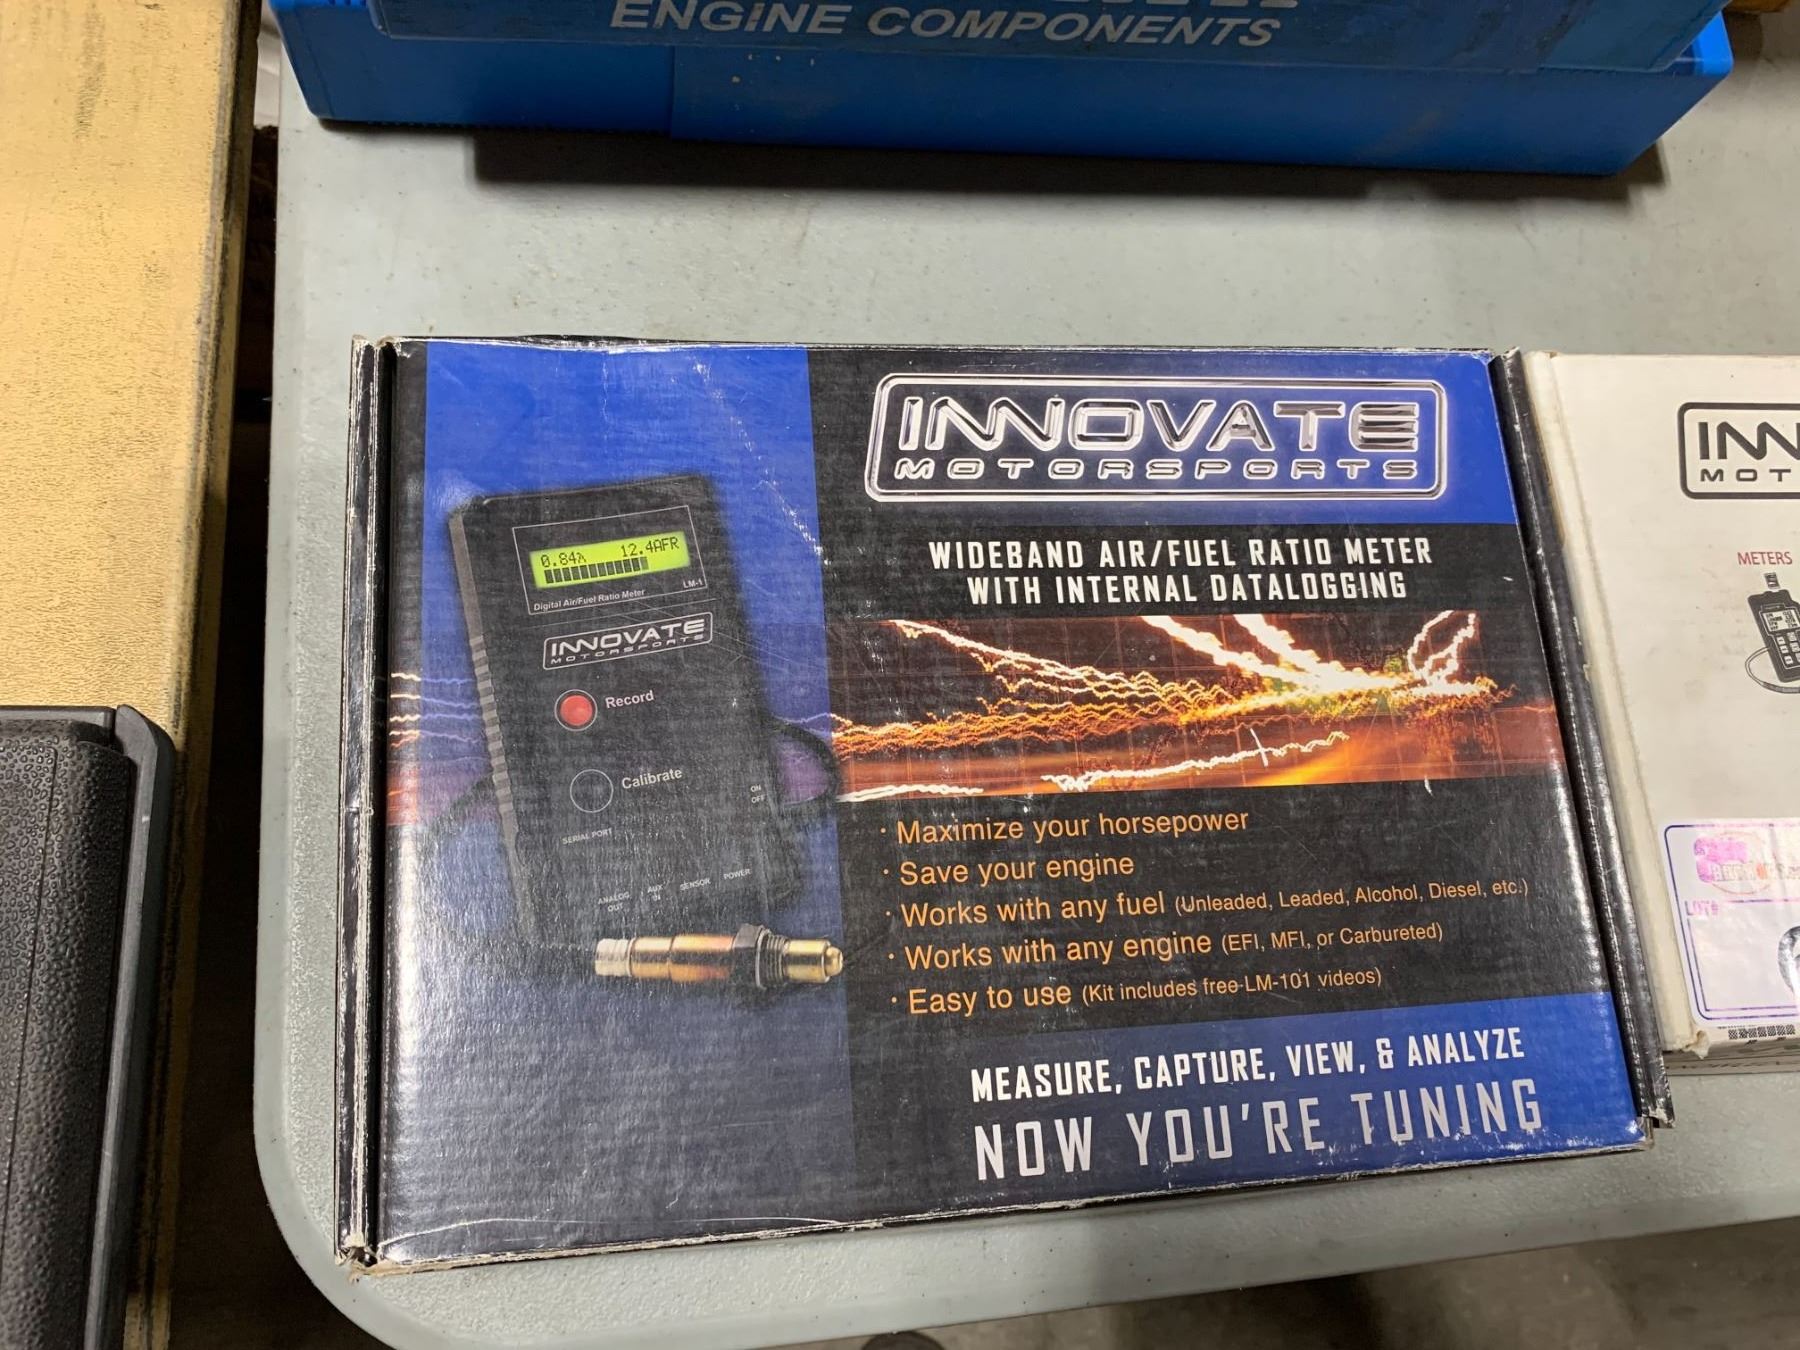 ENGINE COMPONENTS
INNOVATE
MOTORSPORTS
WIDEBAND AIR/FUEL RATIO METER
WITH INTERNAL DATALOGGING
0.84λ 12.4AFR
LM-1
Digital Air/Fuel Ratio Meter
INNOVATE
MOTORSPORTS
Record
Calibrate
ON
OFF
SERIAL PORT
ANALOG
OUT
AUX
IN
SENSOR
POWER
· Maximize your horsepower
· Save your engine
· Works with any fuel (Unleaded, Leaded, Alcohol, Diesel, etc.)
· Works with any engine (EFI, MFI, or Carbureted)
· Easy to use (Kit includes free LM-101 videos)
MEASURE, CAPTURE, VIEW, & ANALYZE
NOW YOU'RE TUNING
INN
MOT
METERS
LOT#